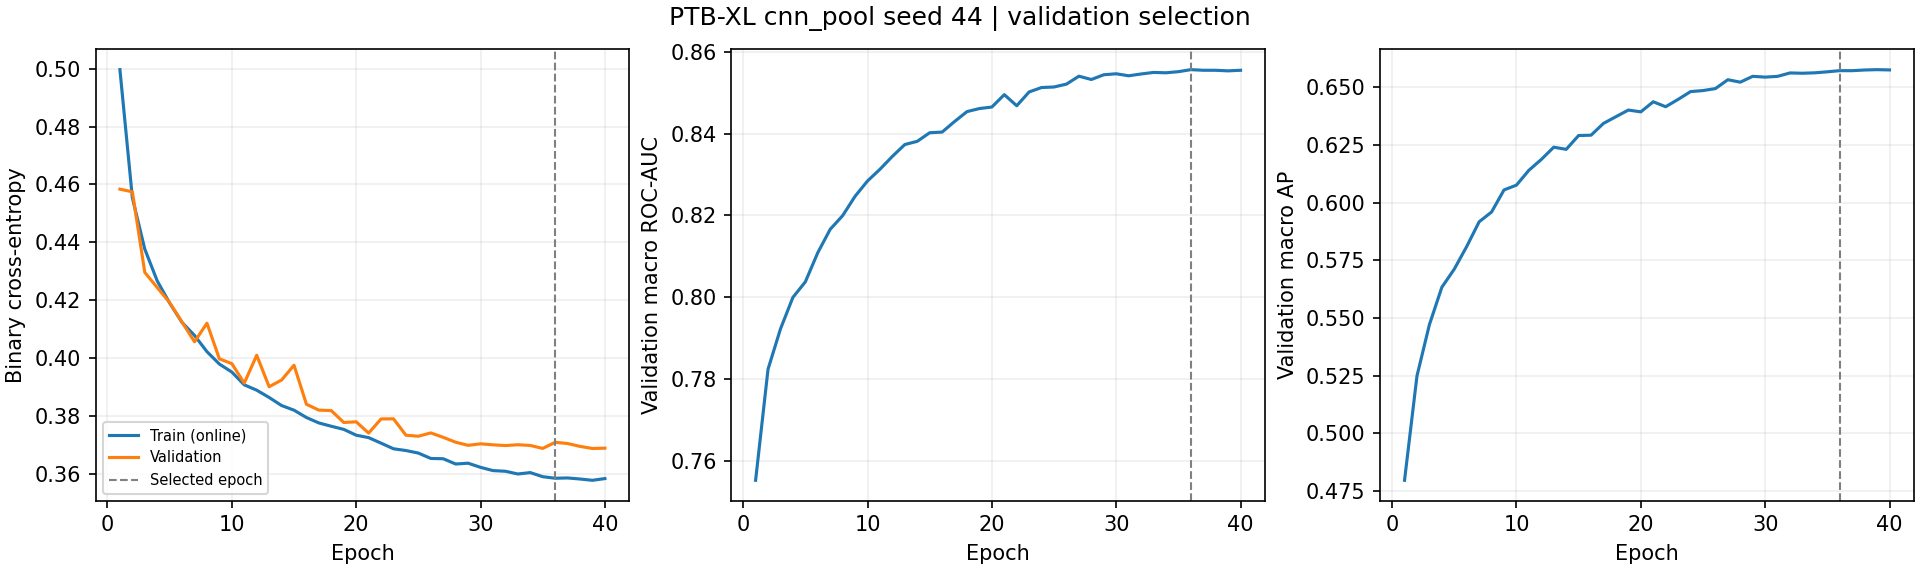 PTB-XL cnn_pool seed 44 | validation selection
Binary cross-entropy
0.50
0.48
0.46
0.44
0.42
0.40
0.38
0.36
Train (online)
Validation
Selected epoch
0 10 20 30 40
Epoch
Validation macro ROC-AUC
0.86
0.84
0.82
0.80
0.78
0.76
0 10 20 30 40
Epoch
Validation macro AP
0.650
0.625
0.600
0.575
0.550
0.525
0.500
0.475
0 10 20 30 40
Epoch